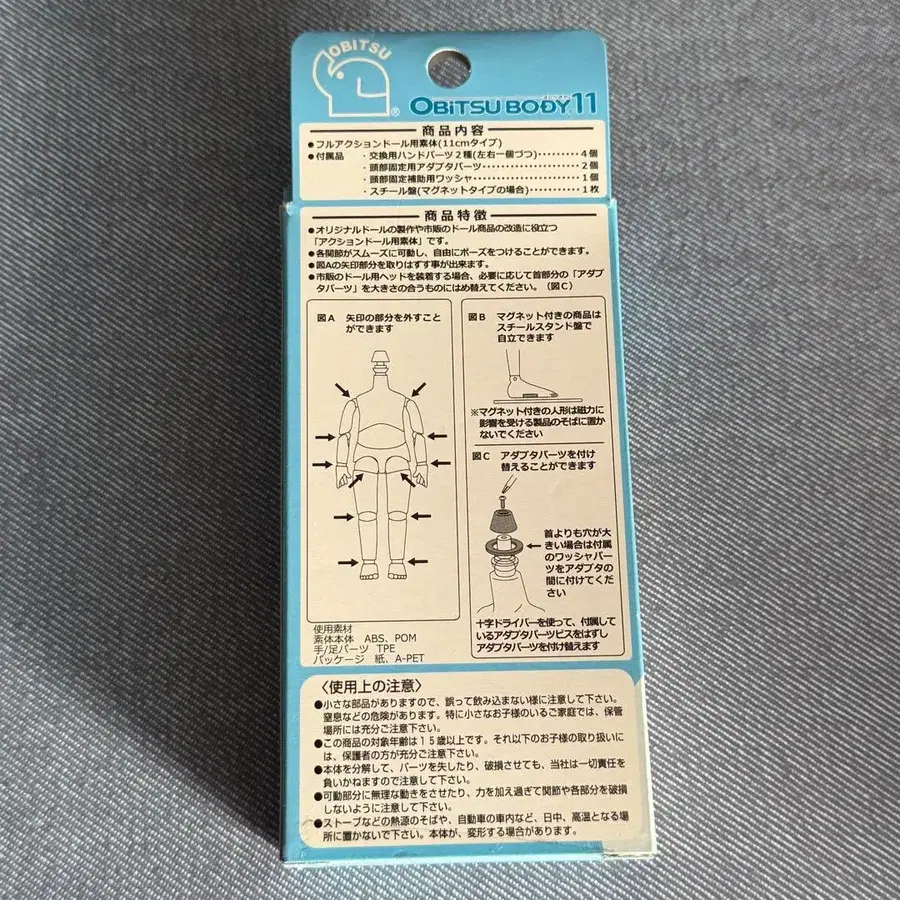 OBITSU
®
OBITSU BODY 11
商品内容
●フルアクションドール用素体(11cmタイプ)
●付属品 ・交換用ハンドパーツ2種(左右一個づつ)・・・・・・・・4個
・頭部固定用アダプタパーツ・・・・・・・・・・・・・・・・2個
・頭部固定補助用ワッシャ・・・・・・・・・・・・・・・・・1個
・スチール盤(マグネットタイプの場合)・・・・・・・・・・1枚
商品特徴
●オリジナルドールの製作や市販のドール商品の改造に役立つ
「アクションドール用素体」です。
●各関節がスムーズに可動し、自由にポーズをつけることができます。
●図Aの矢印部分を取りはずす事が出来ます。
●市販のドール用ヘッドを装着する場合、必要に応じて首部分の「アダプ
タパーツ」を大きさの合うものにはめ替えてください。(図C)
図A 矢印の部分を外すこと
ができます
図B マグネット付きの商品は
スチールスタンド盤で
自立できます
※マグネット付きの人形は磁力に
影響を受ける製品のそばに置か
ないでください
図C アダプタパーツを付け
替えることができます
首よりも穴が大
きい場合は付属
のワッシャパー
ツをアダプタの
間に付けてくだ
さい
十字ドライバーを使って、付属して
いるアダプタパーツビスをはずし
アダプタパーツを付け替えます
使用素材
素体本体 ABS、POM
手/足パーツ TPE
パッケージ 紙、A-PET
〈使用上の注意〉
●小さな部品がありますので、誤って飲み込まない様に注意して下さい。
窒息などの危険があります。特に小さなお子様のいるご家庭では、保管
場所には充分ご注意下さい。
●この商品の対象年齢は15歳以上です。それ以下のお子様の取り扱いに
は、保護者の方が充分ご注意下さい。
●本体を分解して、パーツを失したり、破損させても、当社は一切責任を
負いかねますので注意して下さい。
●可動部分に無理な動きをさせたり、力を加え過ぎて関節や各部分を破損
しないように注意して下さい。
●ストーブなどの熱源のそばや、自動車の車内など、日中、高温となる場
所に置かないで下さい。本体が、変形する場合があります。